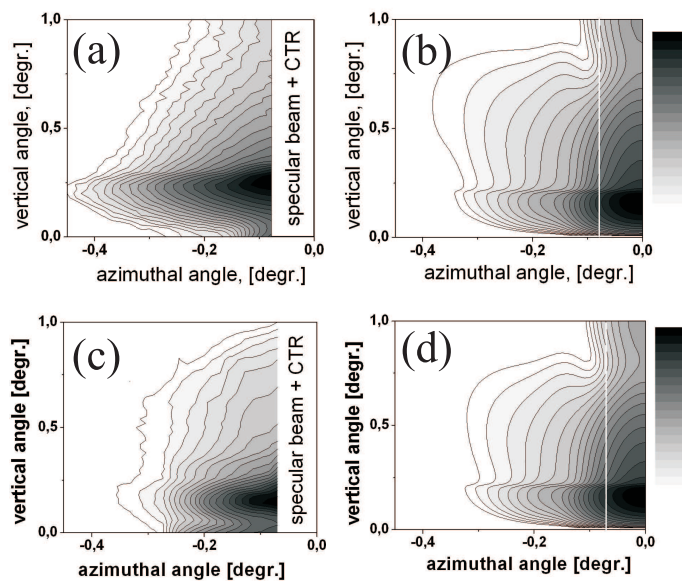 (a)
1,0
0,5
0,0
vertical angle, [degr.]
specular beam + CTR
-0,4
-0,2
0,0
azimuthal angle, [degr.]
(b)
1,0
0,5
0,0
vertical angle, [degr.]
-0,4
-0,2
0,0
azimuthal angle, [degr.]
(c)
1,0
0,5
0,0
vertical angle [degr.]
specular beam + CTR
-0,4
-0,2
0,0
azimuthal angle [degr.]
(d)
1,0
0,5
0,0
vertical angle [degr.]
-0,4
-0,2
0,0
azimuthal angle [degr.]